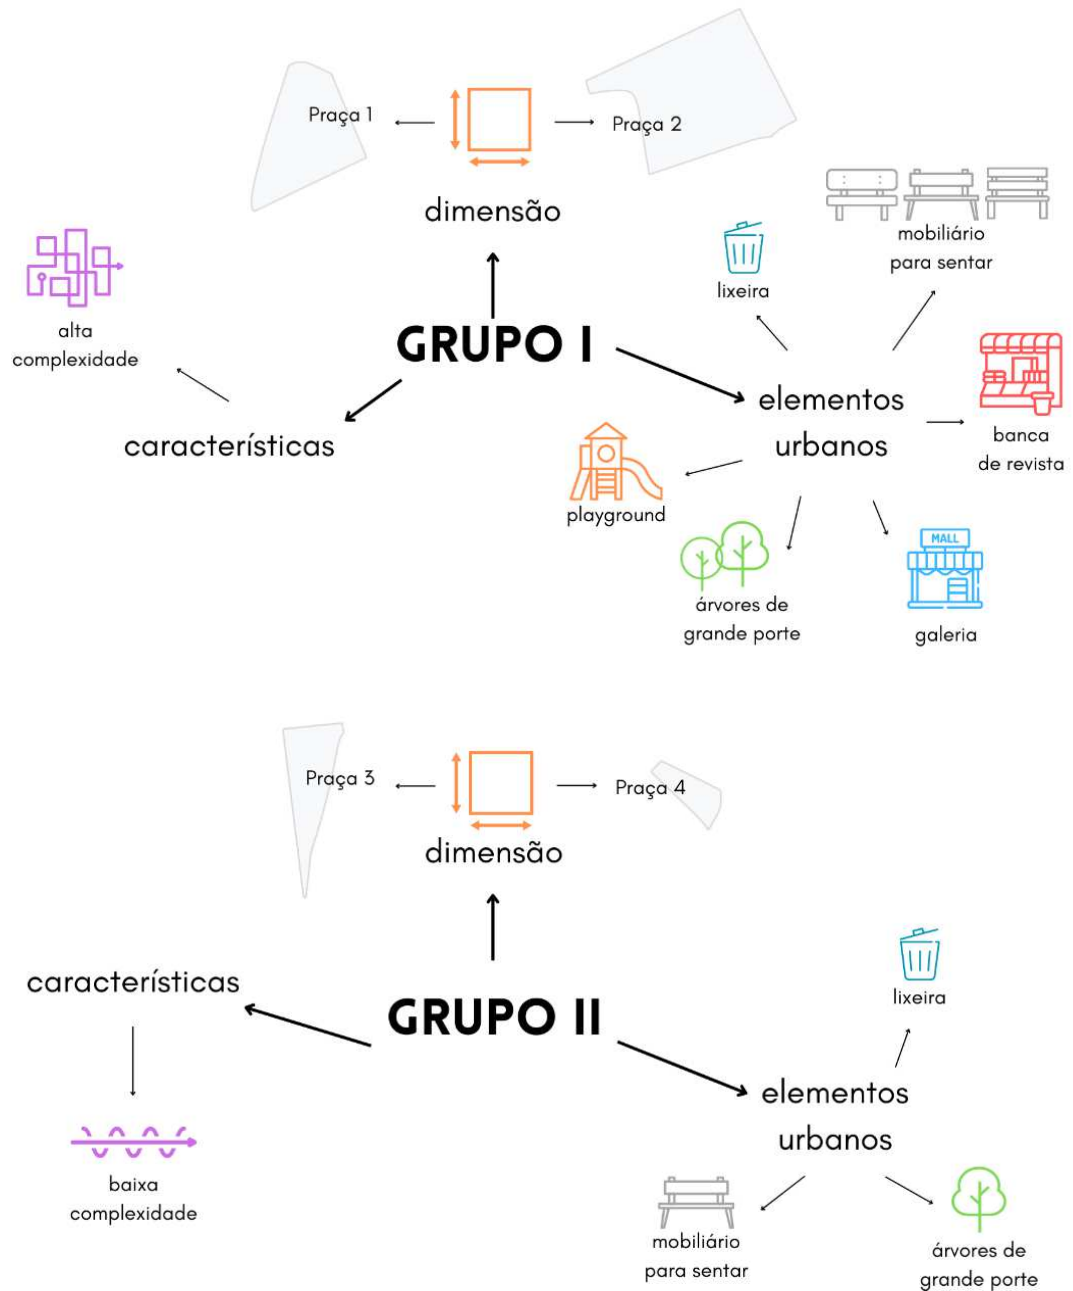 Praça 1
Praça 2
dimensão
mobiliário
para sentar
lixeira
alta
complexidade
GRUPO I
elementos
urbanos
banca
de revista
características
playground
árvores de
grande porte
MALL
galeria
Praça 3
Praça 4
dimensão
características
lixeira
GRUPO II
elementos
urbanos
baixa
complexidade
mobiliário
para sentar
árvores de
grande porte